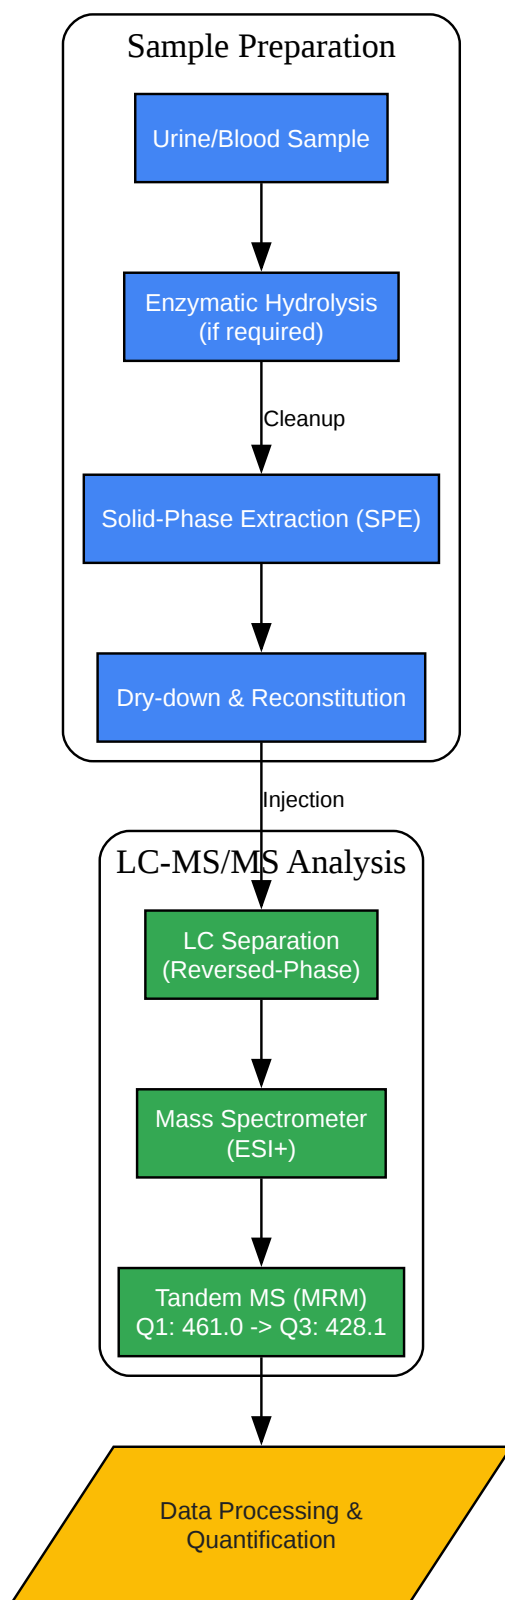 Sample Preparation
Urine/Blood Sample
Enzymatic Hydrolysis
(if required)
Cleanup
Solid-Phase Extraction (SPE)
Dry-down & Reconstitution
Injection
LC-MS/MS Analysis
LC Separation
(Reversed-Phase)
Mass Spectrometer
(ESI+)
Tandem MS (MRM)
Q1: 461.0 -> Q3: 428.1
Data Processing &
Quantification